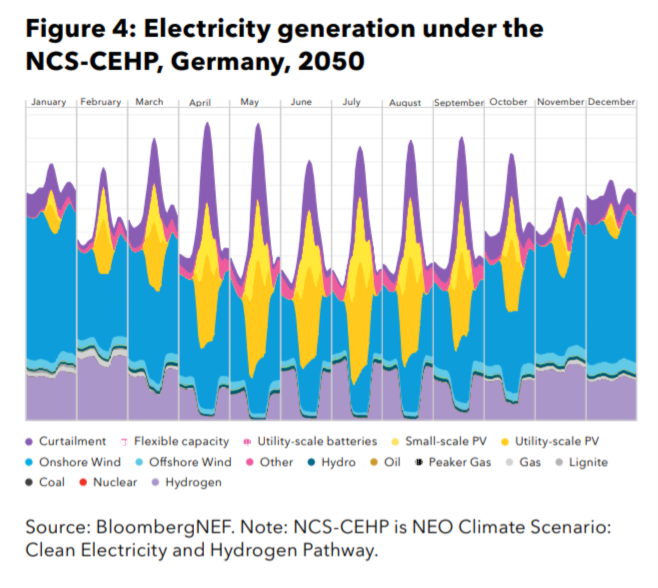 Figure 4: Electricity generation under the
NCS-CEHP, Germany, 2050
January February March April May June July August September October November December
Curtailment Flexible capacity Utility-scale batteries Small-scale PV Utility-scale PV
Onshore Wind Offshore Wind Other Hydro Oil Peaker Gas Gas Lignite
Coal Nuclear Hydrogen
Source: BloombergNEF. Note: NCS-CEHP is NEO Climate Scenario:
Clean Electricity and Hydrogen Pathway.